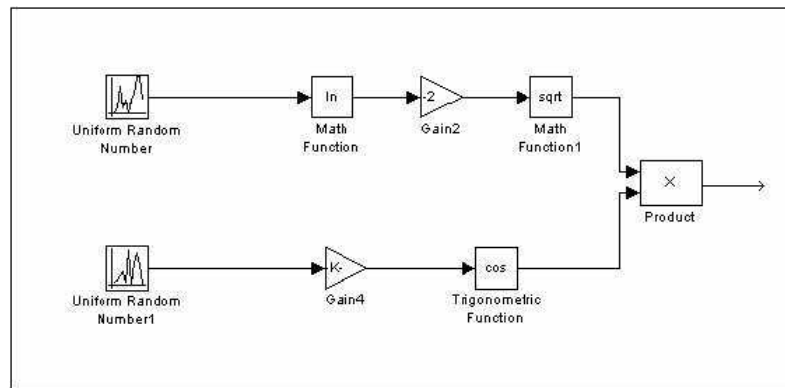 ln
-2
sqrt
Uniform Random
Number
Math
Function
Gain2
Math
Function1
×
Product
K-
cos
Uniform Random
Number1
Gain4
Trigonometric
Function